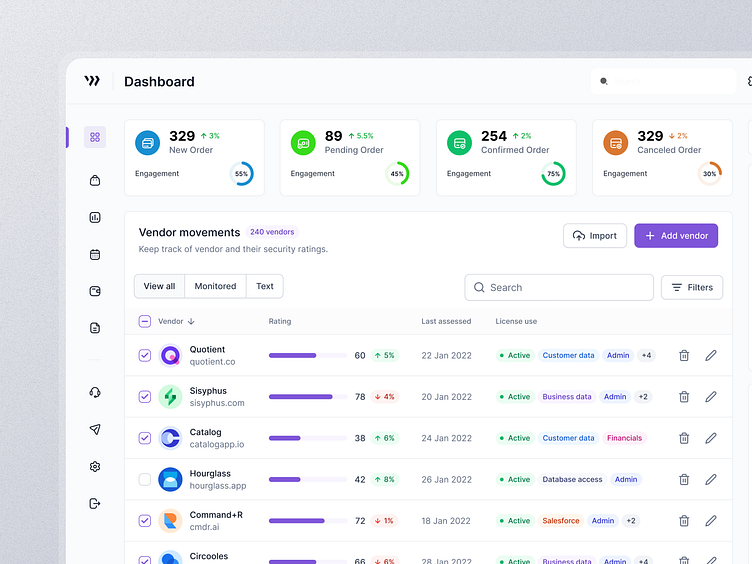 Dashboard
329 3%
New Order
Engagement 55%
89 5.5%
Pending Order
Engagement 45%
254 2%
Confirmed Order
Engagement 75%
329 2%
Canceled Order
Engagement 30%
Vendor movements 240 vendors
Keep track of vendor and their security ratings.
Import Add vendor
View all Monitored Text
Search Filters
Vendor Rating Last assessed License use
Quotient
quotient.co
60 5% 22 Jan 2022 Active Customer data Admin +4
Sisyphus
sisyphus.com
78 4% 20 Jan 2022 Active Business data Admin +2
Catalog
catalogapp.io
38 6% 24 Jan 2022 Active Customer data Financials
Hourglass
hourglass.app
42 8% 26 Jan 2022 Active Database access Admin
Command+R
cmdr.ai
72 1% 18 Jan 2022 Active Salesforce Admin +2
Circooles
66 6% 28 Jan 2022 Active Business data Admin +4